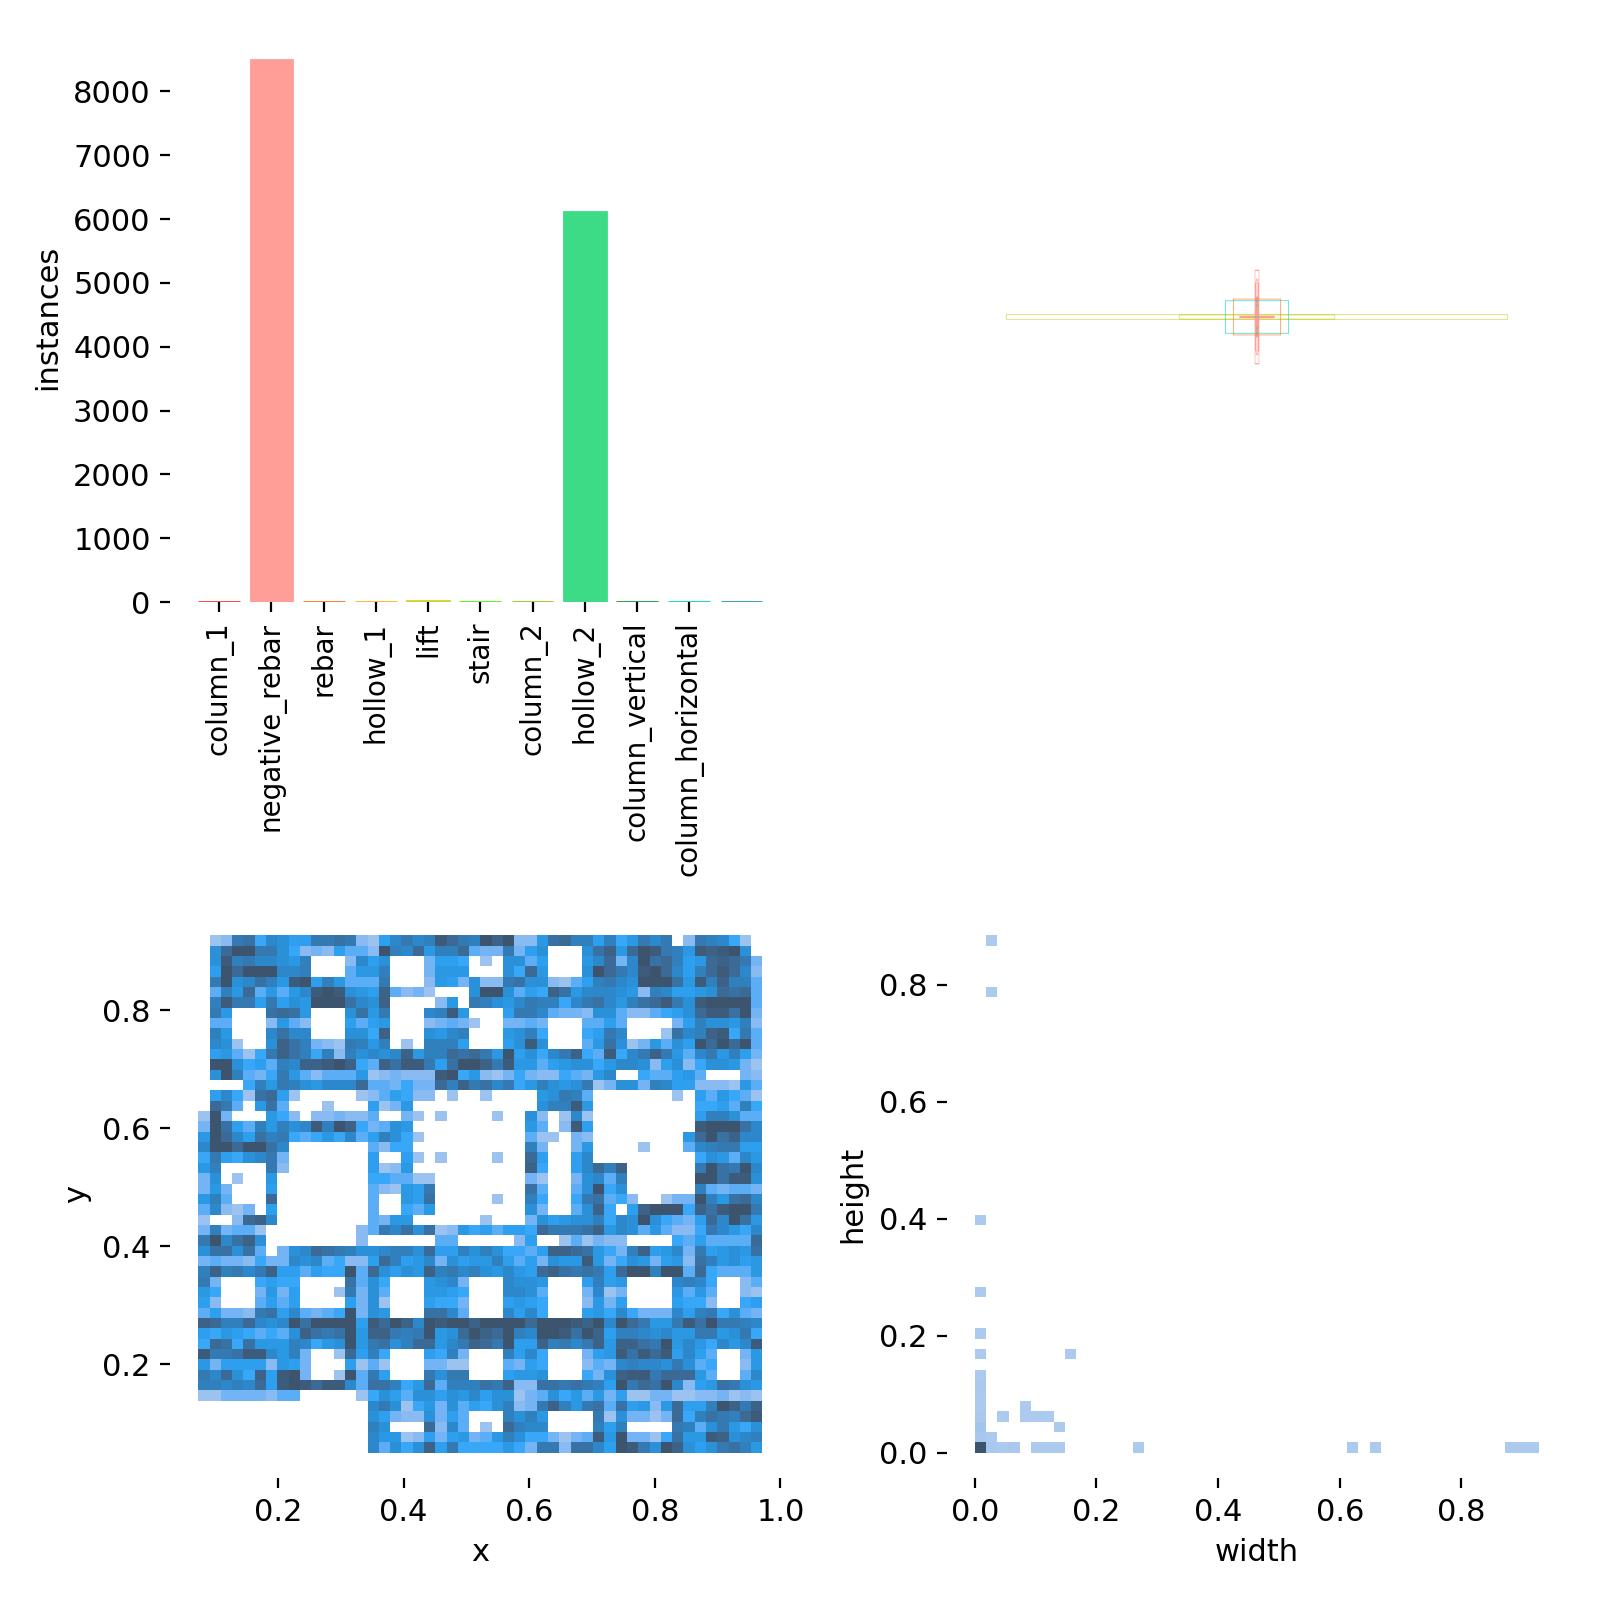 8000
7000
6000
5000
4000
3000
2000
1000
0
instances
column_1
negative_rebar
rebar
hollow_1
lift
stair
column_2
hollow_2
column_vertical
column_horizontal
0.8
0.6
0.4
0.2
y
0.2 0.4 0.6 0.8 1.0
x
0.8
0.6
0.4
0.2
0.0
height
0.0 0.2 0.4 0.6 0.8
width